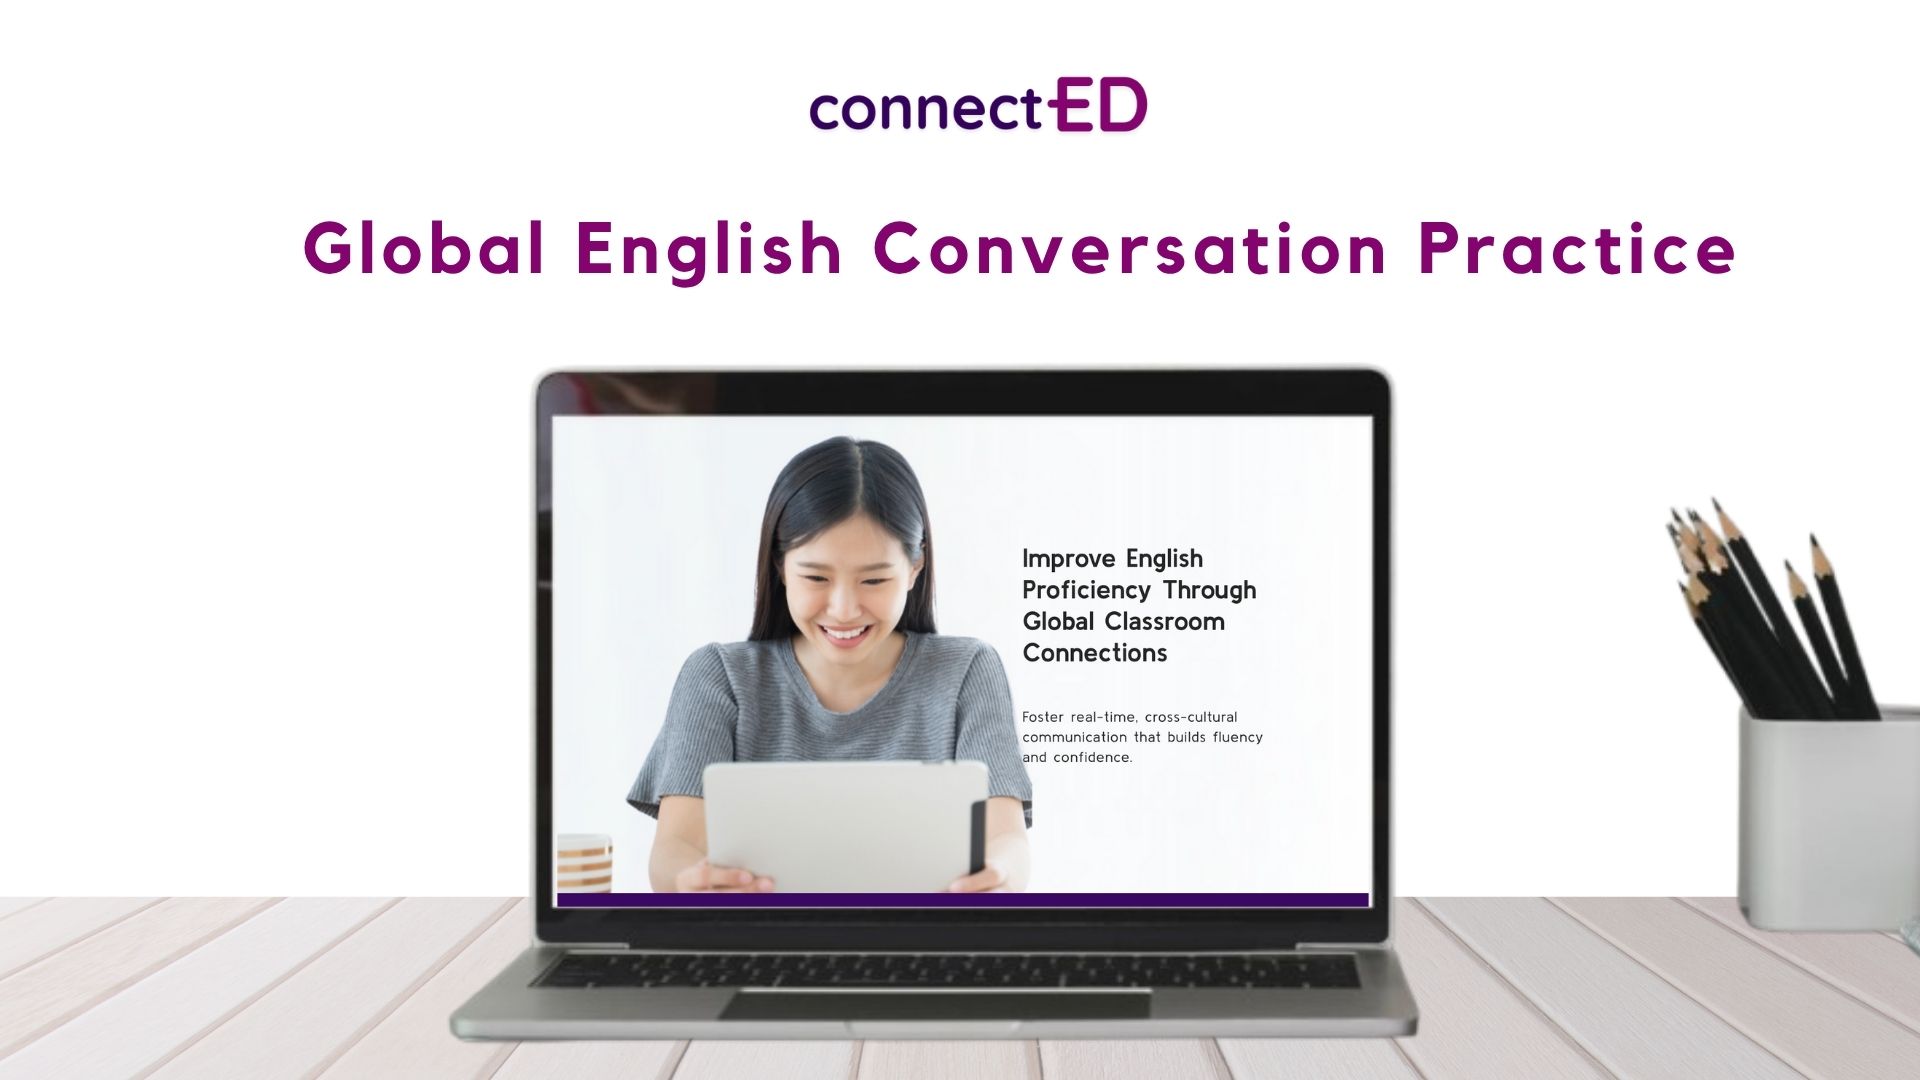 connectED
Global English Conversation Practice
Improve English
Proficiency Through
Global Classroom
Connections
Foster real-time, cross-cultural
communication that builds fluency
and confidence.